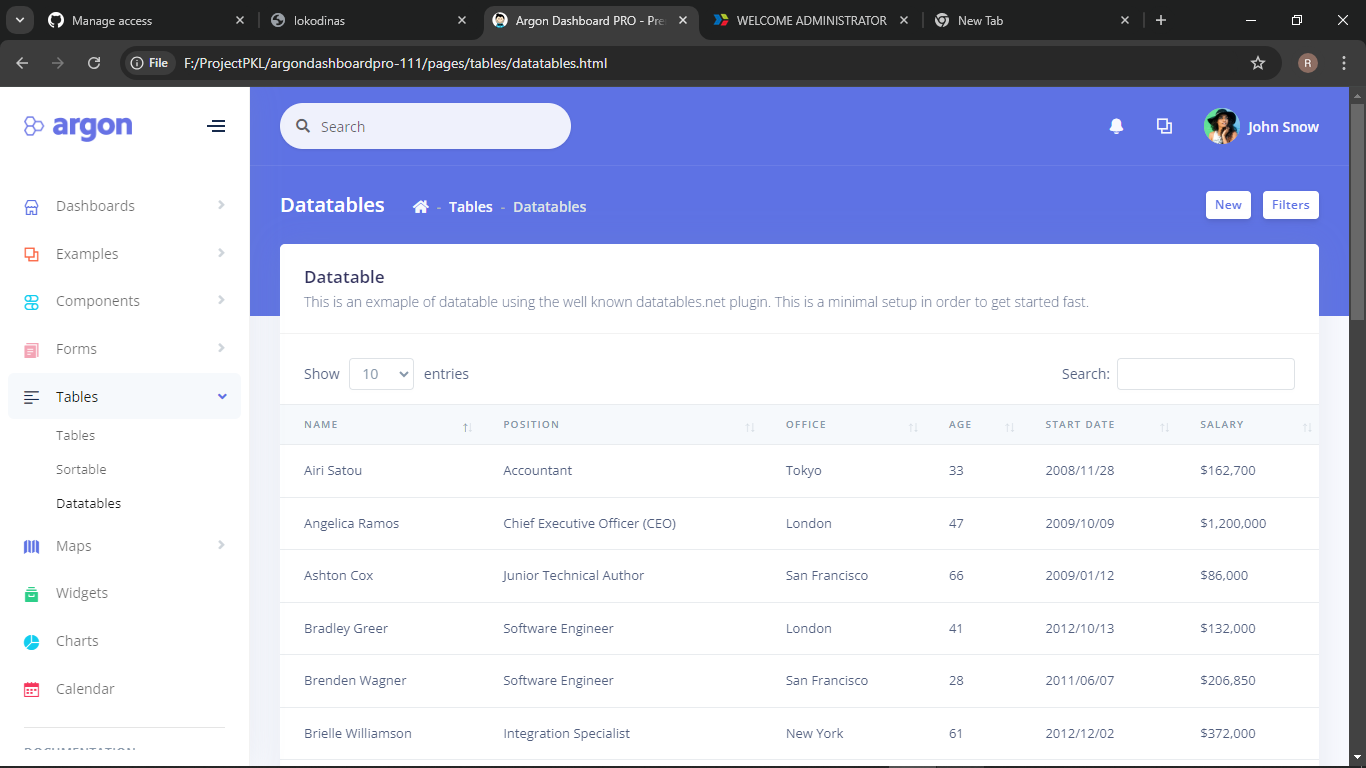 Manage access
lokodinas
Argon Dashboard PRO - Pre
WELCOME ADMINISTRATOR
New Tab
File
F:/ProjectPKL/argondashboardpro-111/pages/tables/datatables.html
R
argon
Search
John Snow
Dashboards
Examples
Components
Forms
Tables
Tables
Sortable
Datatables
Maps
Widgets
Charts
Calendar
DOCUMENTATION
Datatables - Tables - Datatables
New
Filters
Datatable
This is an exmaple of datatable using the well known datatables.net plugin. This is a minimal setup in order to get started fast.
Show 10 entries
Search:
NAME POSITION OFFICE AGE START DATE SALARY
Airi Satou Accountant Tokyo 33 2008/11/28 $162,700
Angelica Ramos Chief Executive Officer (CEO) London 47 2009/10/09 $1,200,000
Ashton Cox Junior Technical Author San Francisco 66 2009/01/12 $86,000
Bradley Greer Software Engineer London 41 2012/10/13 $132,000
Brenden Wagner Software Engineer San Francisco 28 2011/06/07 $206,850
Brielle Williamson Integration Specialist New York 61 2012/12/02 $372,000